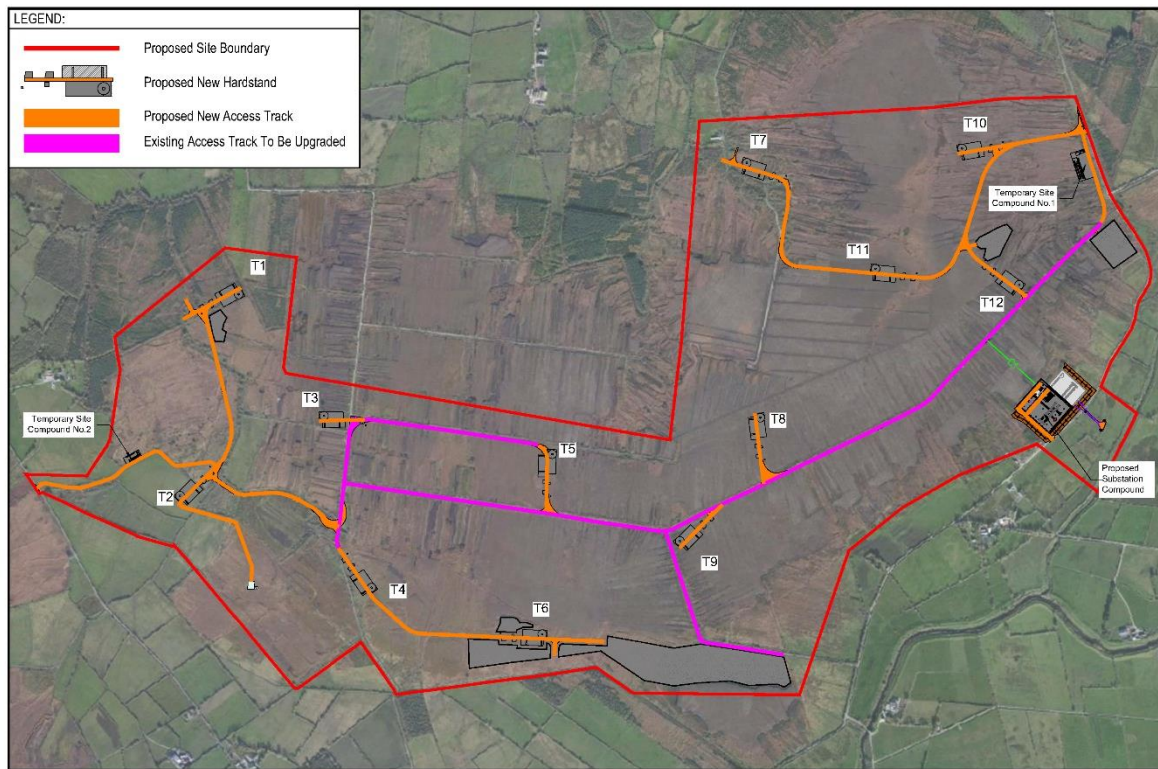 LEGEND:
Proposed Site Boundary
Proposed New Hardstand
Proposed New Access Track
Existing Access Track To Be Upgraded
T7
T10
Temporary Site
Compound No.1
T11
T12
T1
T3
T8
T5
Temporary Site
Compound No.2
T2
Proposed
Substation
Compound
T9
T4
T6